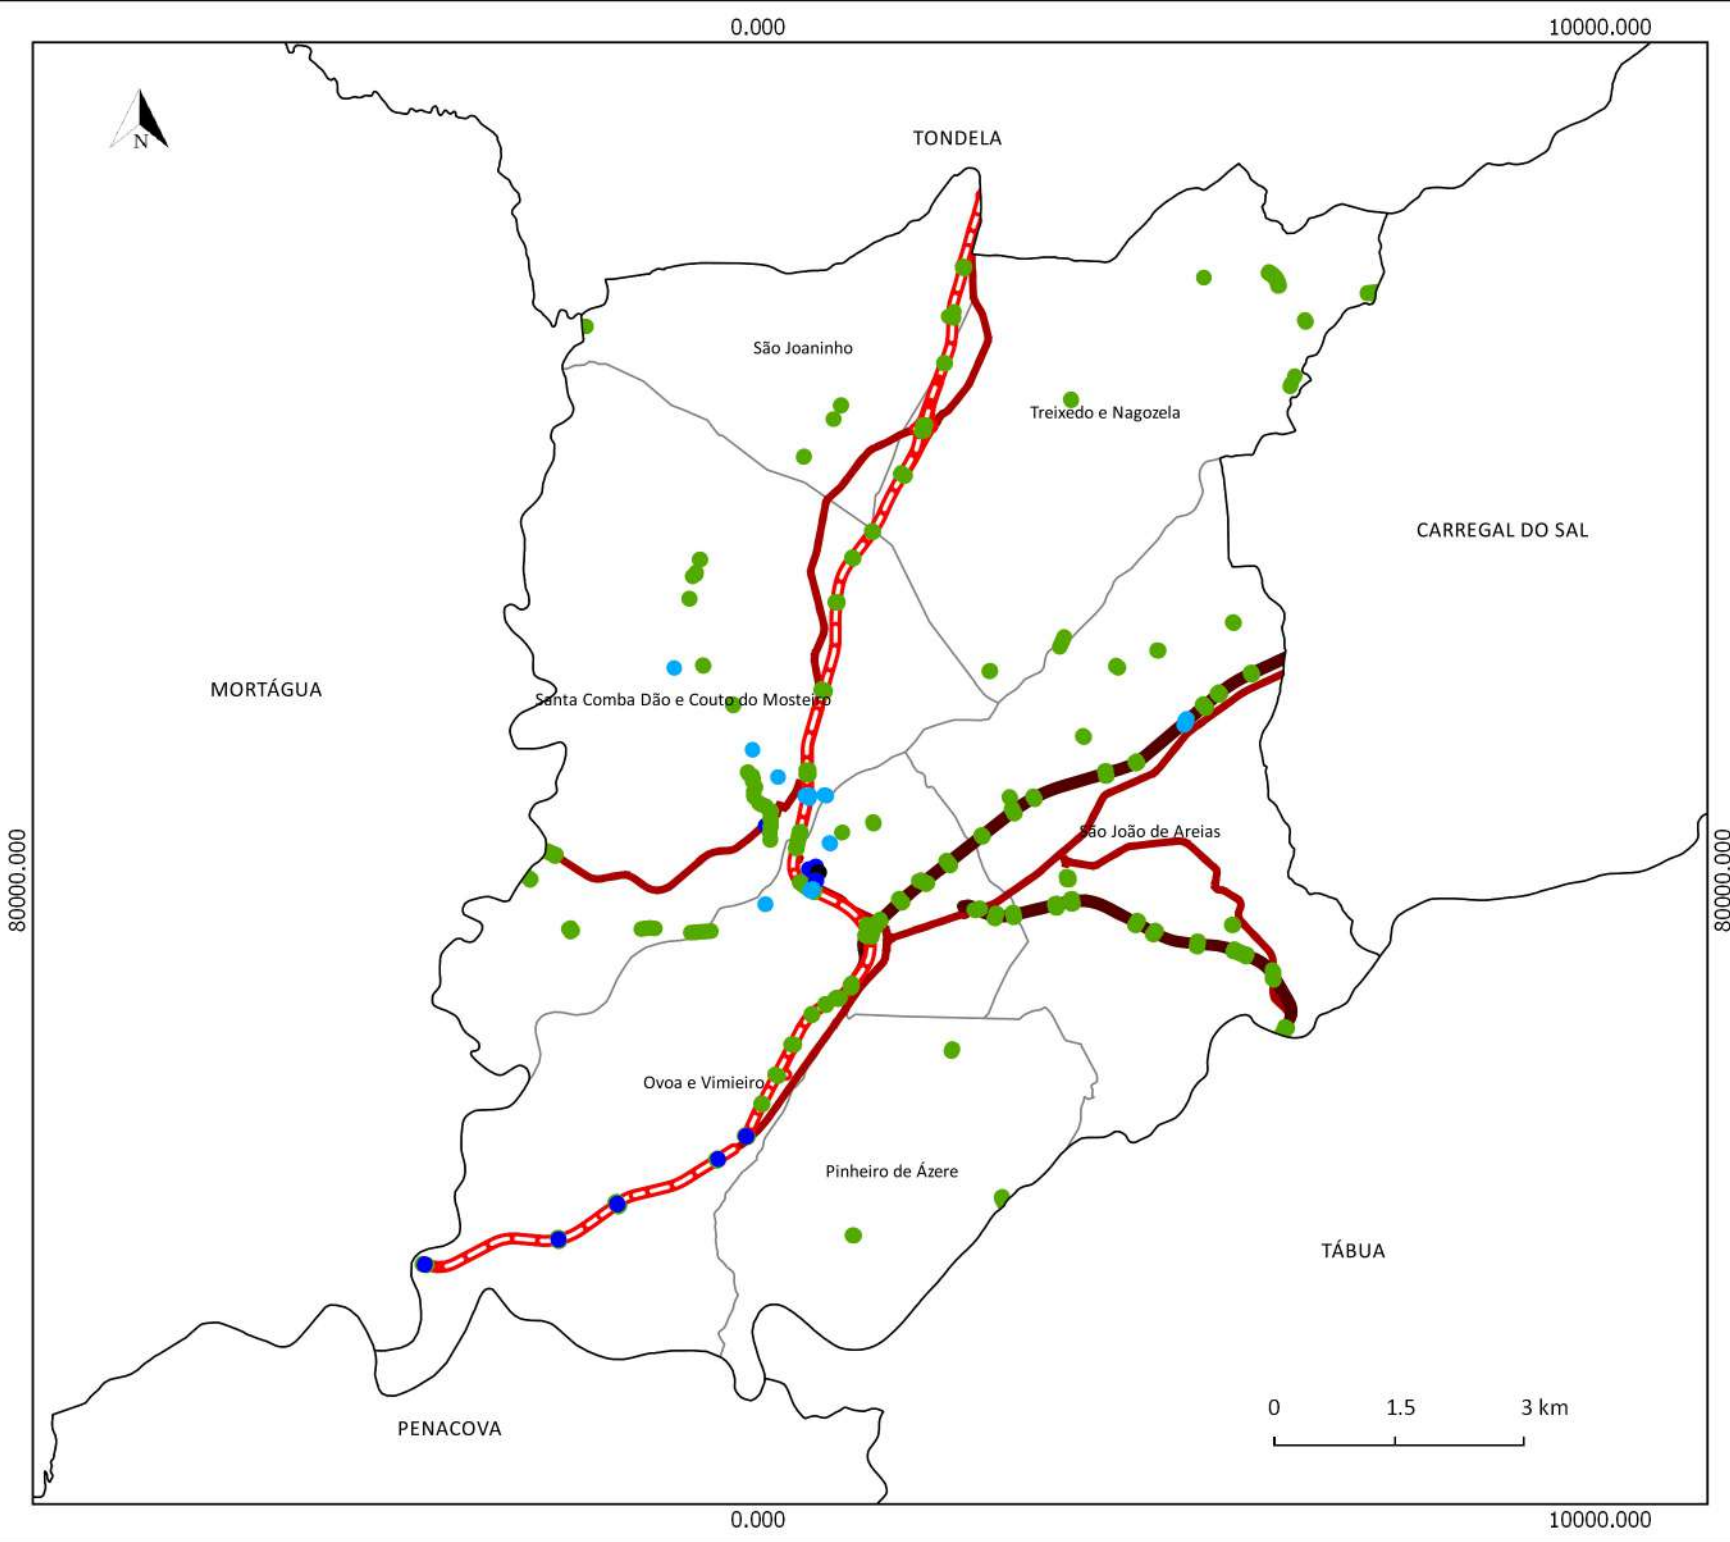 0.000 10000.000
TONDELA
N
São Joaninho
Treixedo e Nagozela
CARREGAL DO SAL
MORTÁGUA
Santa Comba Dão e Couto do Mosteiro
São João de Areias
80000.000 80000.000
Ovoa e Vimieiro
Pinheiro de Ázere
TÁBUA
0 1.5 3 km
PENACOVA
0.000 10000.000